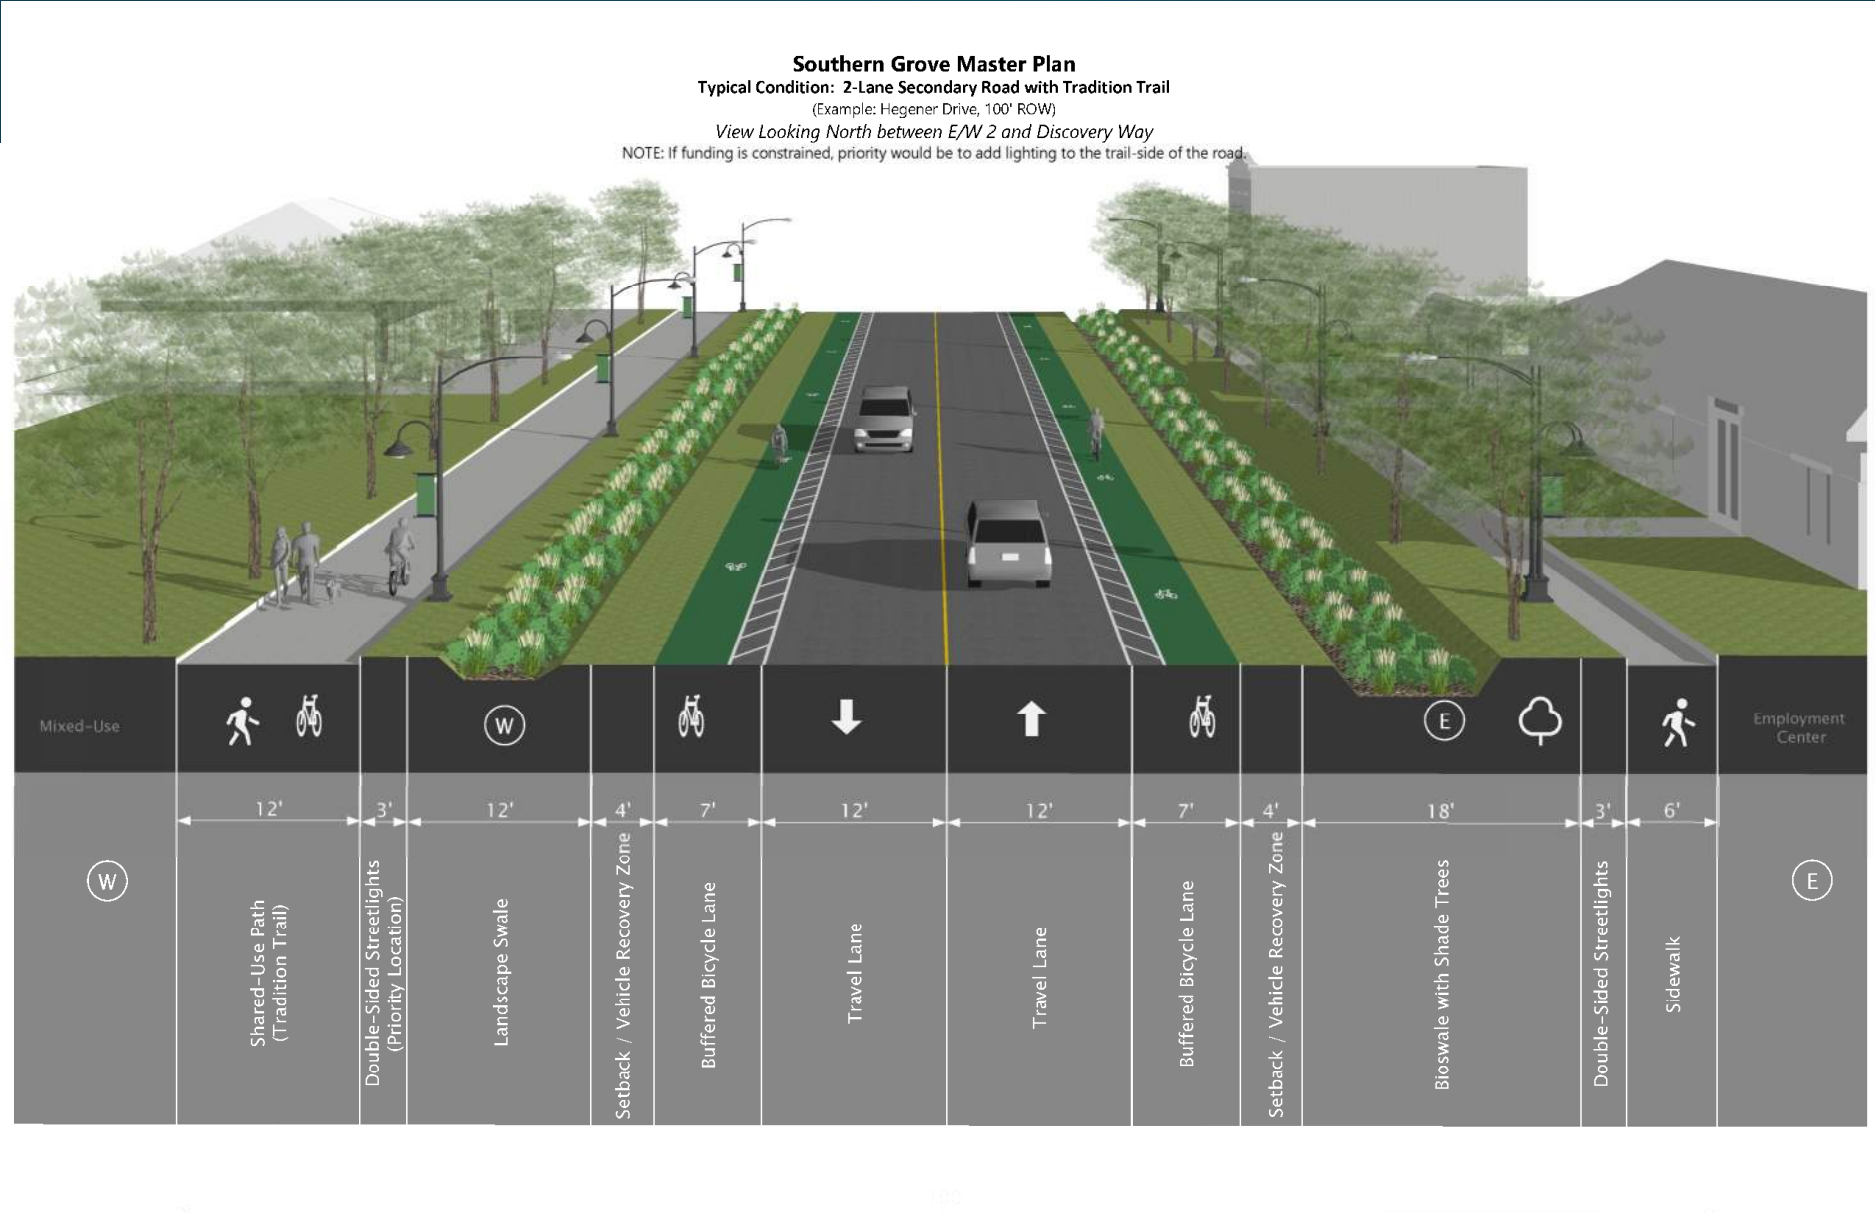 Southern Grove Master Plan
Typical Condition: 2-Lane Secondary Road with Tradition Trail
(Example: Hegener Drive, 100' ROW)
View Looking North between E/W 2 and Discovery Way
NOTE: If funding is constrained, priority would be to add lighting to the trail-side of the road.
Mixed-Use
W
E
Employment
Center
12'
3'
12'
4'
7'
12'
12'
7'
4'
18'
3'
6'
W
Shared-Use Path
(Tradition Trail)
Double-Sided Streetlights
(Priority Location)
Landscape Swale
Setback / Vehicle Recovery Zone
Buffered Bicycle Lane
Travel Lane
Travel Lane
Buffered Bicycle Lane
Setback / Vehicle Recovery Zone
Bioswale with Shade Trees
Double-Sided Streetlights
Sidewalk
E